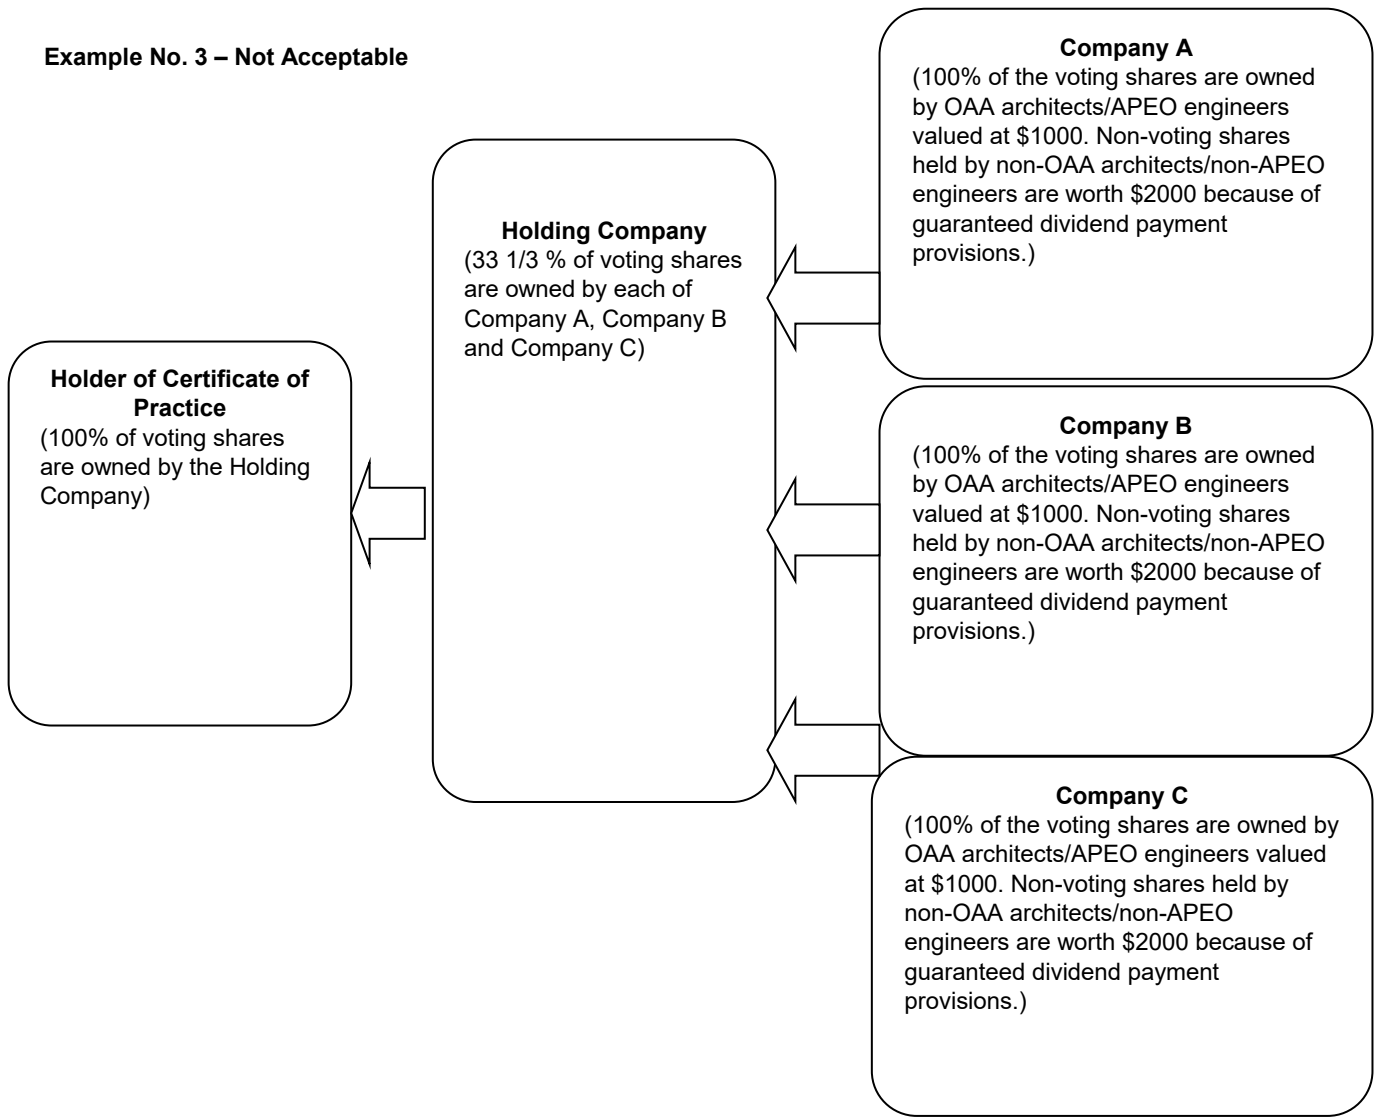 Example No. 3 – Not Acceptable
Company A
(100% of the voting shares are owned
by OAA architects/APEO engineers
valued at $1000. Non-voting shares
held by non-OAA architects/non-APEO
engineers are worth $2000 because of
guaranteed dividend payment
provisions.)
Holding Company
(33 1/3 % of voting shares
are owned by each of
Company A, Company B
and Company C)
Holder of Certificate of
Practice
(100% of voting shares
are owned by the Holding
Company)
Company B
(100% of the voting shares are owned
by OAA architects/APEO engineers
valued at $1000. Non-voting shares
held by non-OAA architects/non-APEO
engineers are worth $2000 because of
guaranteed dividend payment
provisions.)
Company C
(100% of the voting shares are owned by
OAA architects/APEO engineers valued
at $1000. Non-voting shares held by
non-OAA architects/non-APEO
engineers are worth $2000 because of
guaranteed dividend payment
provisions.)